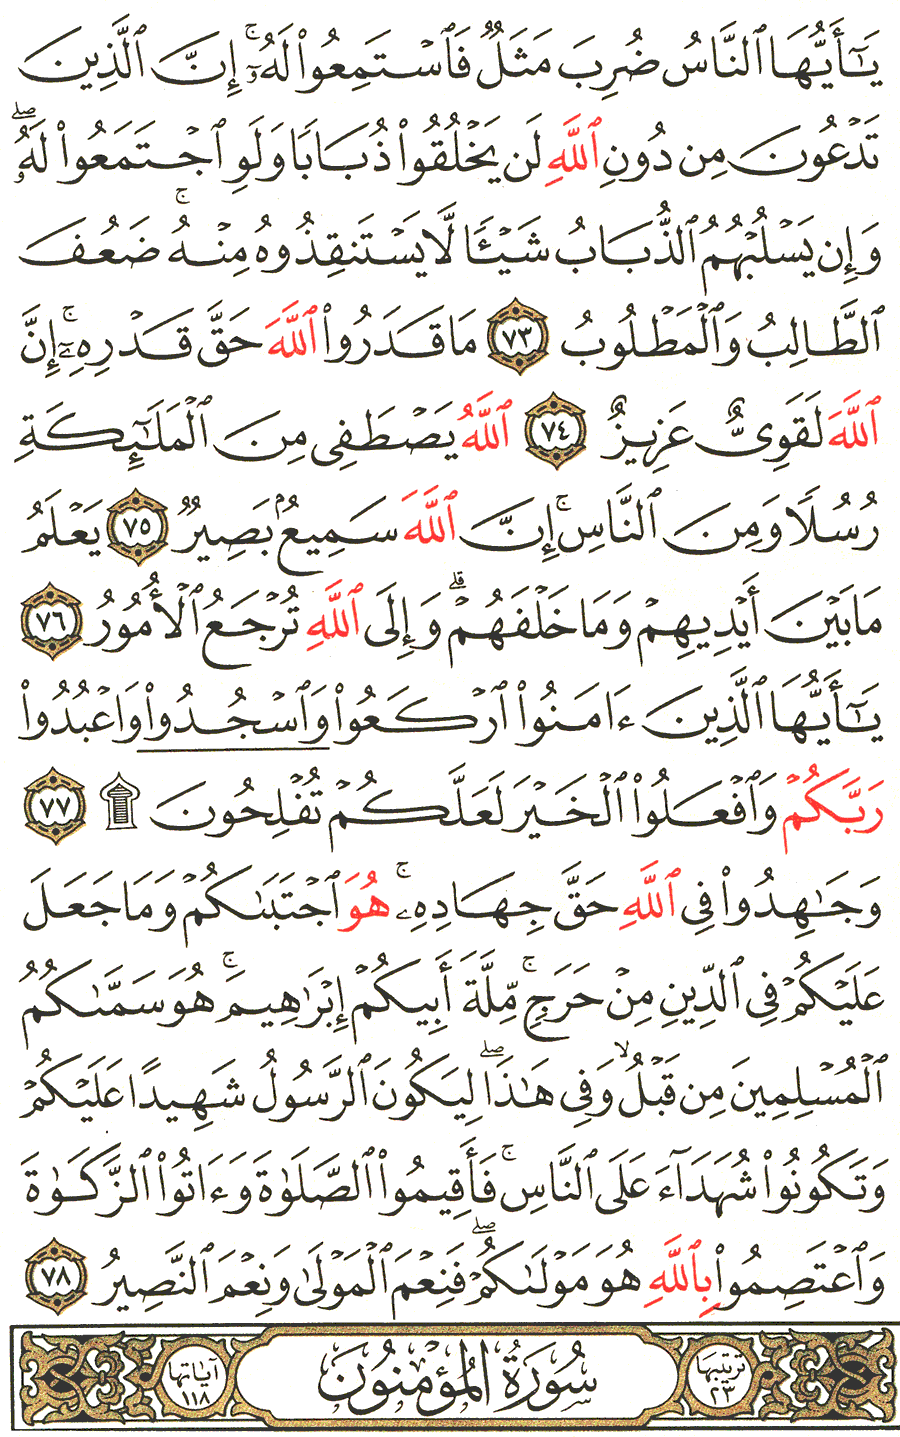 يَـٰٓأَيُّهَا ٱلنَّاسُ ضُرِبَ مَثَلٌ فَٱسْتَمِعُوا۟ لَهُۥٓ ۚ إِنَّ ٱلَّذِينَ
تَدْعُونَ مِن دُونِ ٱللَّهِ لَن يَخْلُقُوا۟ ذُبَابًا وَلَوِ ٱجْتَمَعُوا۟ لَهُۥ ۖ
وَإِن يَسْلُبْهُمُ ٱلذُّبَابُ شَيْـًٔا لَّا يَسْتَنقِذُوهُ مِنْهُ ۚ ضَعُفَ
ٱلطَّالِبُ وَٱلْمَطْلُوبُ ٧٣ مَا قَدَرُوا۟ ٱللَّهَ حَقَّ قَدْرِهِۦٓ ۚ إِنَّ
ٱللَّهَ لَقَوِىٌّ عَزِيزٌ ٧٤ ٱللَّهُ يَصْطَفِى مِنَ ٱلْمَلَـٰٓئِكَةِ
رُسُلًا وَمِنَ ٱلنَّاسِ ۚ إِنَّ ٱللَّهَ سَمِيعٌۢ بَصِيرٌ ٧٥ يَعْلَمُ
مَا بَيْنَ أَيْدِيهِمْ وَمَا خَلْفَهُمْ ۗ وَإِلَى ٱللَّهِ تُرْجَعُ ٱلْأُمُورُ ٧٦
يَـٰٓأَيُّهَا ٱلَّذِينَ ءَامَنُوا۟ ٱرْكَعُوا۟ وَٱسْجُدُوا۟ وَٱعْبُدُوا۟
رَبَّكُمْ وَٱفْعَلُوا۟ ٱلْخَيْرَ لَعَلَّكُمْ تُفْلِحُونَ ۩ ٧٧
وَجَـٰهِدُوا۟ فِى ٱللَّهِ حَقَّ جِهَادِهِۦ ۚ هُوَ ٱجْتَبَىٰكُمْ وَمَا جَعَلَ
عَلَيْكُمْ فِى ٱلدِّينِ مِنْ حَرَجٍ ۚ مِّلَّةَ أَبِيكُمْ إِبْرَٰهِيمَ ۚ هُوَ سَمَّىٰكُمُ
ٱلْمُسْلِمِينَ مِن قَبْلُ ۙ وَفِى هَـٰذَا ۖ لِيَكُونَ ٱلرَّسُولُ شَهِيدًا عَلَيْكُمْ
وَتَكُونُوا۟ شُهَدَآءَ عَلَى ٱلنَّاسِ ۚ فَأَقِيمُوا۟ ٱلصَّلَوٰةَ وَءَاتُوا۟ ٱلزَّكَوٰةَ
وَٱعْتَصِمُوا۟ بِٱللَّهِ هُوَ مَوْلَىٰكُمْ ۖ فَنِعْمَ ٱلْمَوْلَىٰ وَنِعْمَ ٱلنَّصِيرُ ٧٨
ترتيبها ٢٣ سُورَةُ المُؤْمِنُونَ آياتها ١١٨